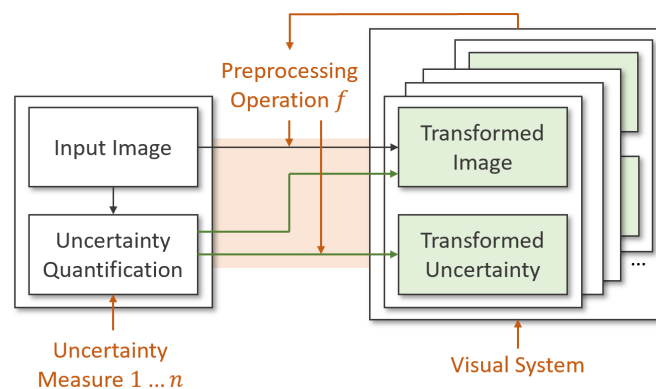 Preprocessing
Operation f
Input Image
Transformed
Image
Uncertainty
Quantification
Transformed
Uncertainty
...
Uncertainty
Measure 1 ... n
Visual System